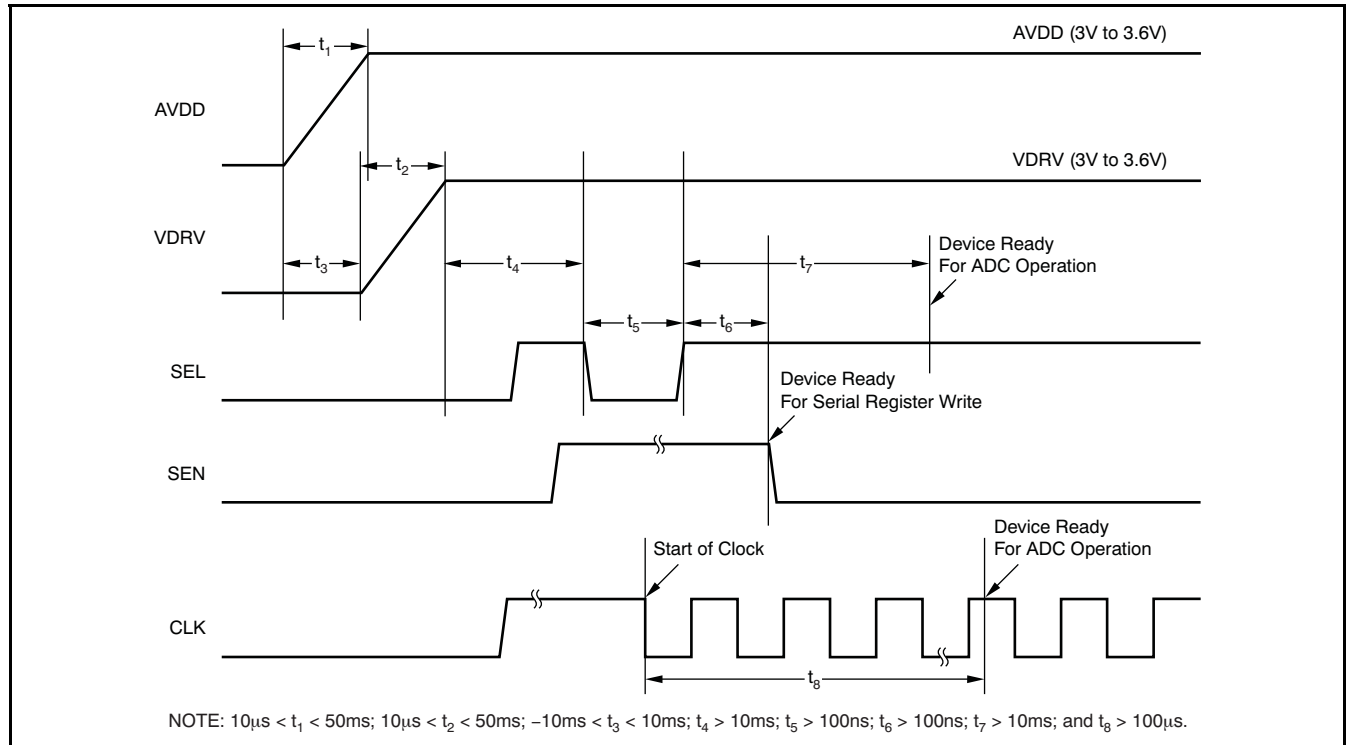 t₁
AVDD (3V to 3.6V)
AVDD
t₂
VDRV (3V to 3.6V)
VDRV
t₃
t₄
t₇
Device Ready
For ADC Operation
t₅
t₆
SEL
Device Ready
For Serial Register Write
SEN
Start of Clock
Device Ready
For ADC Operation
CLK
t₈
NOTE: 10µs < t₁ < 50ms; 10µs < t₂ < 50ms; −10ms < t₃ < 10ms; t₄ > 10ms; t₅ > 100ns; t₆ > 100ns; t₇ > 10ms; and t₈ > 100µs.